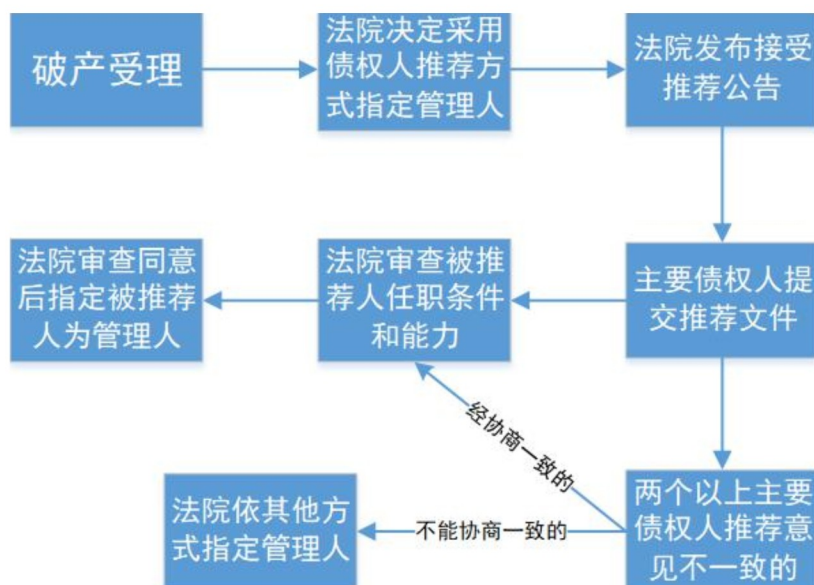 破产受理
法院决定采用
债权人推荐方
式指定管理人
法院发布接受
推荐公告
法院审查同意
后指定被推荐
人为管理人
法院审查被推
荐人任职条件
和能力
主要债权人提
交推荐文件
经协商一致的
法院依其他方
式指定管理人
不能协商一致的
两个以上主要
债权人推荐意
见不一致的